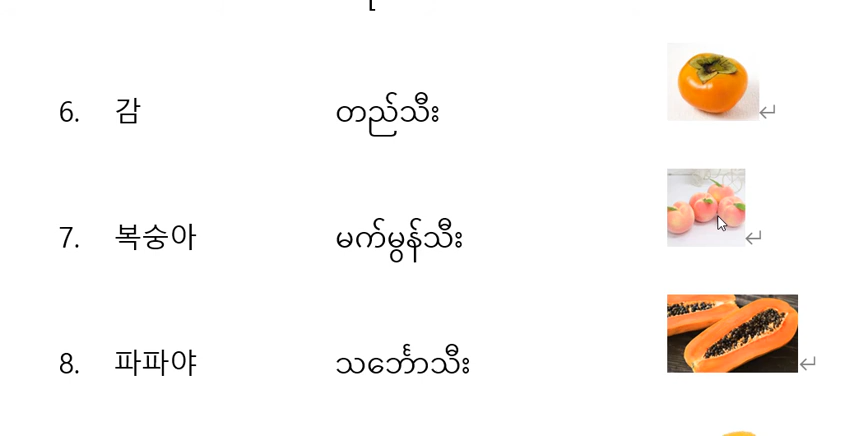 6. 감 တည်သီး
7. 복숭아 မက်မွန်သီး
8. 파파야 သင်္ဘောသီး